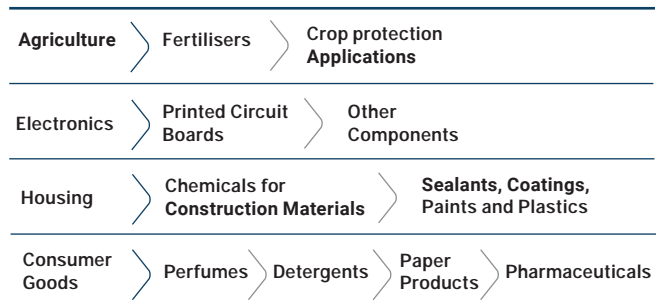 Agriculture
Fertilisers
Crop protection
Applications
Electronics
Printed Circuit
Boards
Other
Components
Housing
Chemicals for
Construction Materials
Sealants, Coatings,
Paints and Plastics
Consumer
Goods
Perfumes
Detergents
Paper
Products
Pharmaceuticals